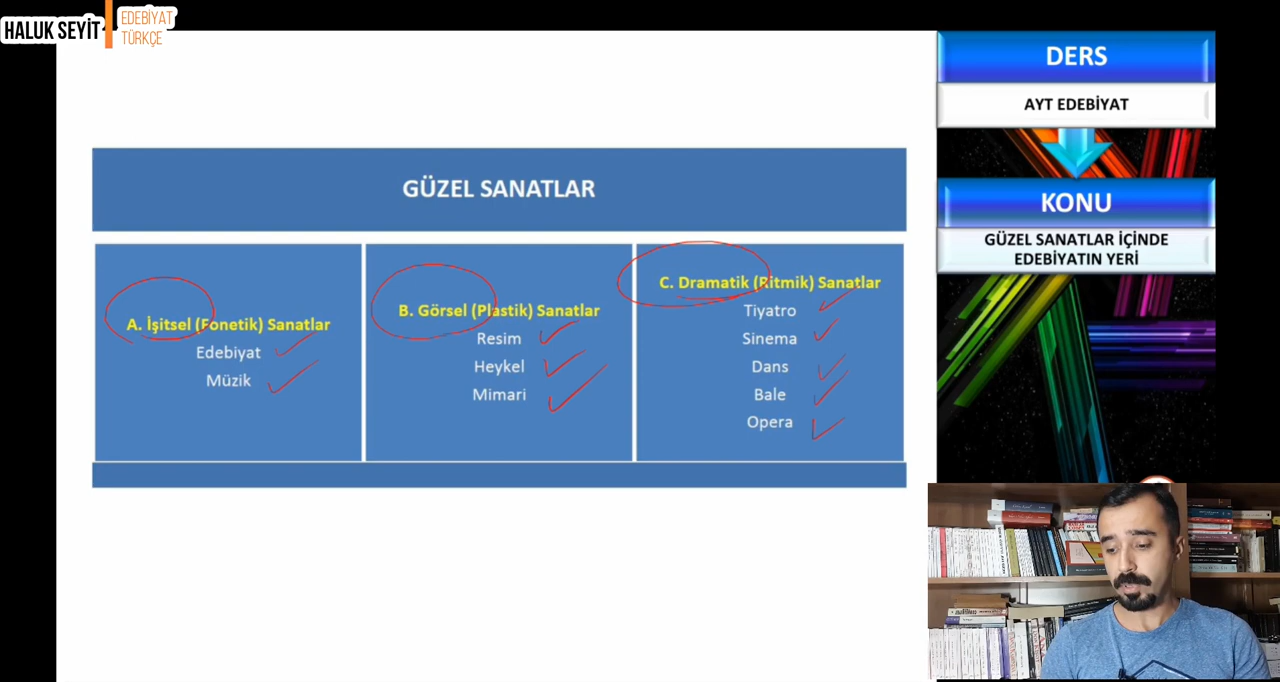 HALUK SEYİT
EDEBİYAT
TÜRKÇE
DERS
AYT EDEBİYAT
KONU
GÜZEL SANATLAR İÇİNDE
EDEBİYATIN YERİ
GÜZEL SANATLAR
A. İşitsel (Fonetik) Sanatlar
Edebiyat
Müzik
B. Görsel (Plastik) Sanatlar
Resim
Heykel
Mimari
C. Dramatik (Ritmik) Sanatlar
Tiyatro
Sinema
Dans
Bale
Opera